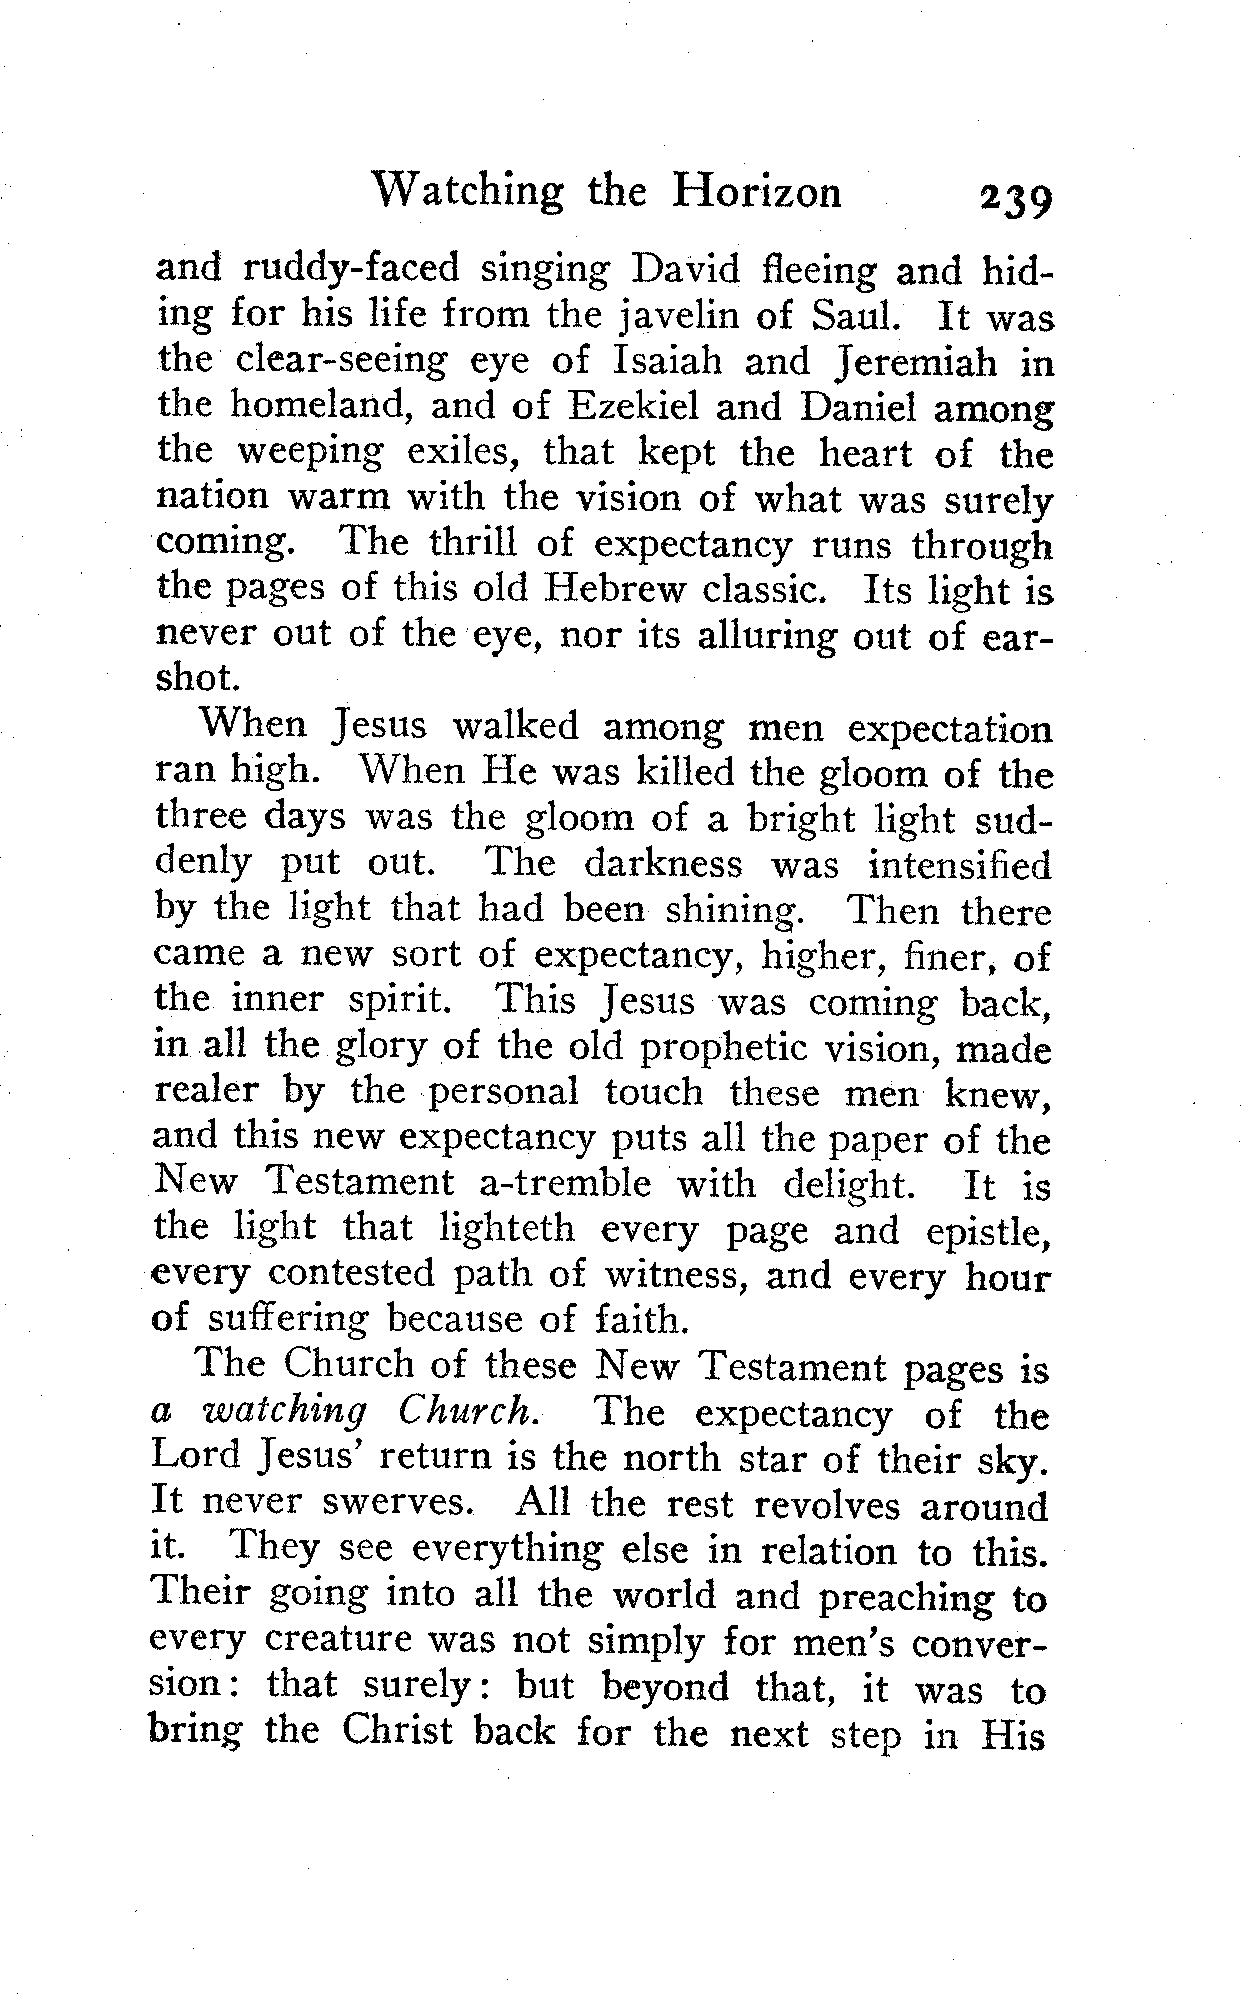 Watching the Horizon 239
and ruddy-faced singing David fleeing and hid-
ing for his life from the javelin of Saul. It was
the clear-seeing eye of Isaiah and Jeremiah in
the homeland, and of Ezekiel and Daniel among
the weeping exiles, that kept the heart of the
nation warm with the vision of what was surely
coming. The thrill of expectancy runs through
the pages of this old Hebrew classic. Its light is
never out of the eye, nor its alluring out of ear-
shot.
When Jesus walked among men expectation
ran high. When He was killed the gloom of the
three days was the gloom of a bright light sud-
denly put out. The darkness was intensified
by the light that had been shining. Then there
came a new sort of expectancy, higher, finer, of
the inner spirit. This Jesus was coming back,
in all the glory of the old prophetic vision, made
realer by the personal touch these men knew,
and this new expectancy puts all the paper of the
New Testament a-tremble with delight. It is
the light that lighteth every page and epistle,
every contested path of witness, and every hour
of suffering because of faith.
The Church of these New Testament pages is
a watching Church. The expectancy of the
Lord Jesus' return is the north star of their sky.
It never swerves. All the rest revolves around
it. They see everything else in relation to this.
Their going into all the world and preaching to
every creature was not simply for men's conver-
sion: that surely: but beyond that, it was to
bring the Christ back for the next step in His